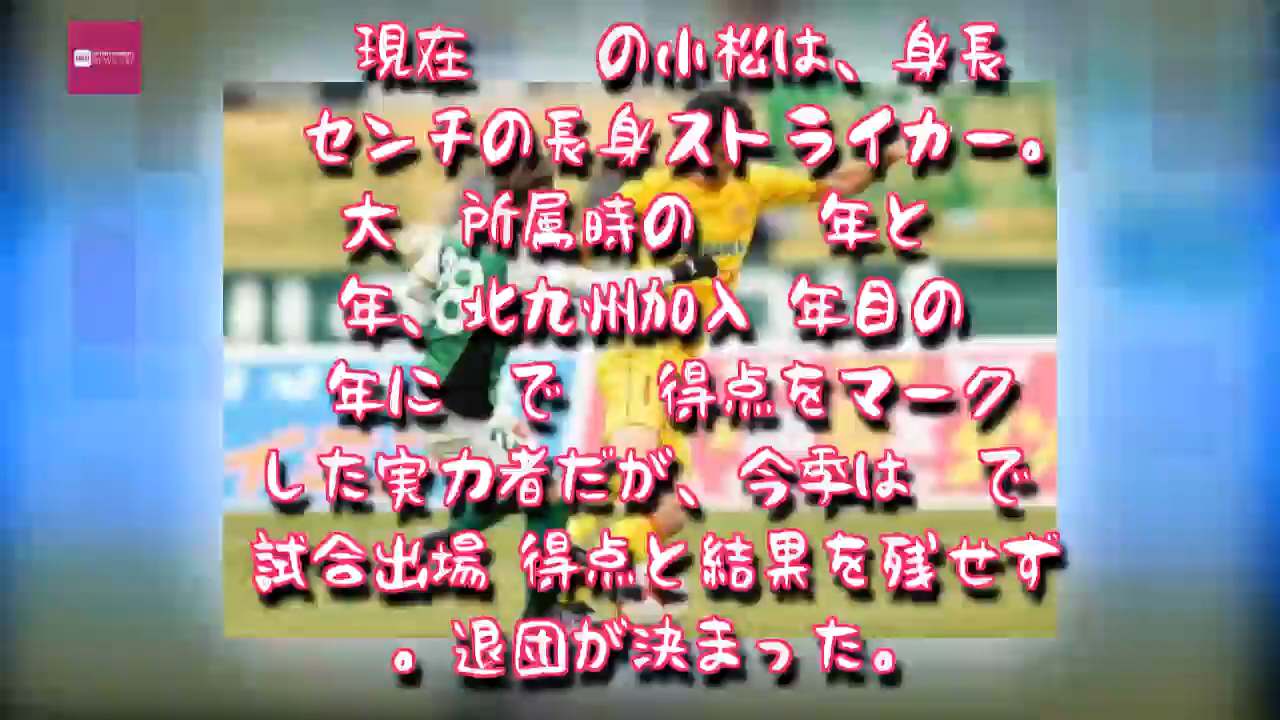 現在 の小松は、身長
センチの長身ストライカー。
大 所属時の 年と
年、北九州加入 年目の
年に で 得点をマーク
した実力者だが、今季は で
試合出場 得点と結果を残せず
。退団が決まった。